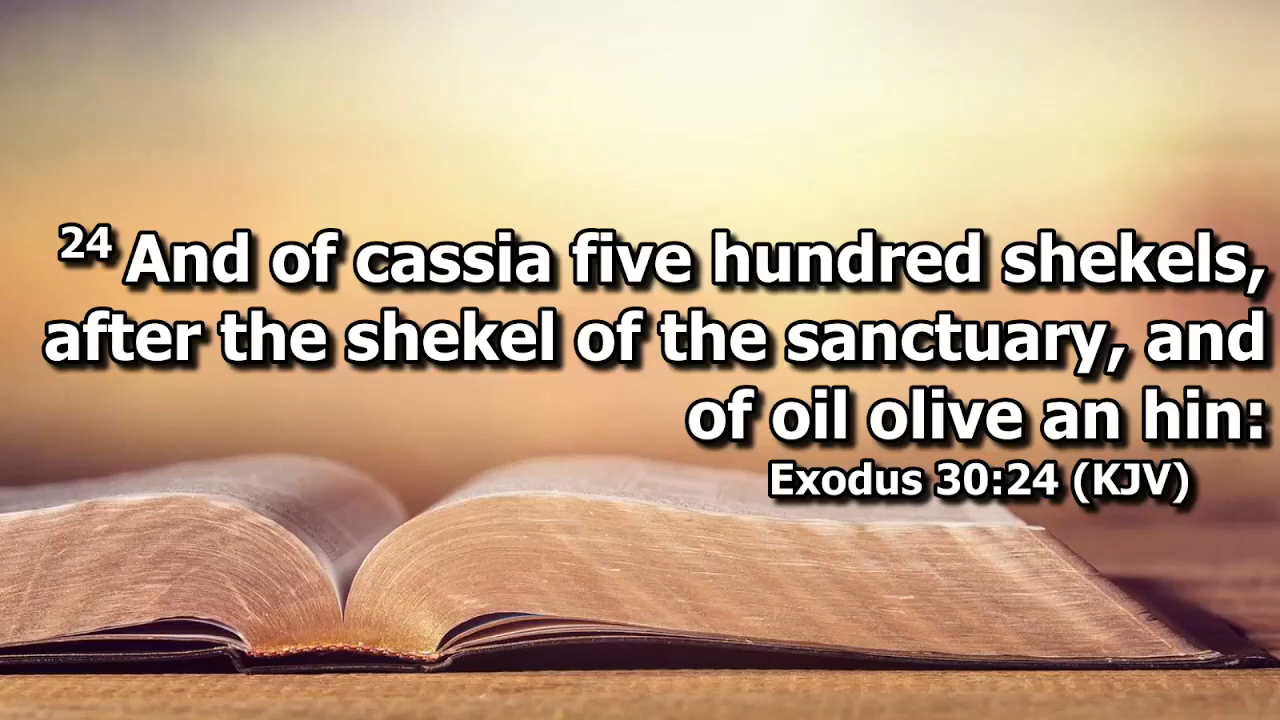 24 And of cassia five hundred shekels,
after the shekel of the sanctuary, and
of oil olive an hin:
Exodus 30:24 (KJV)